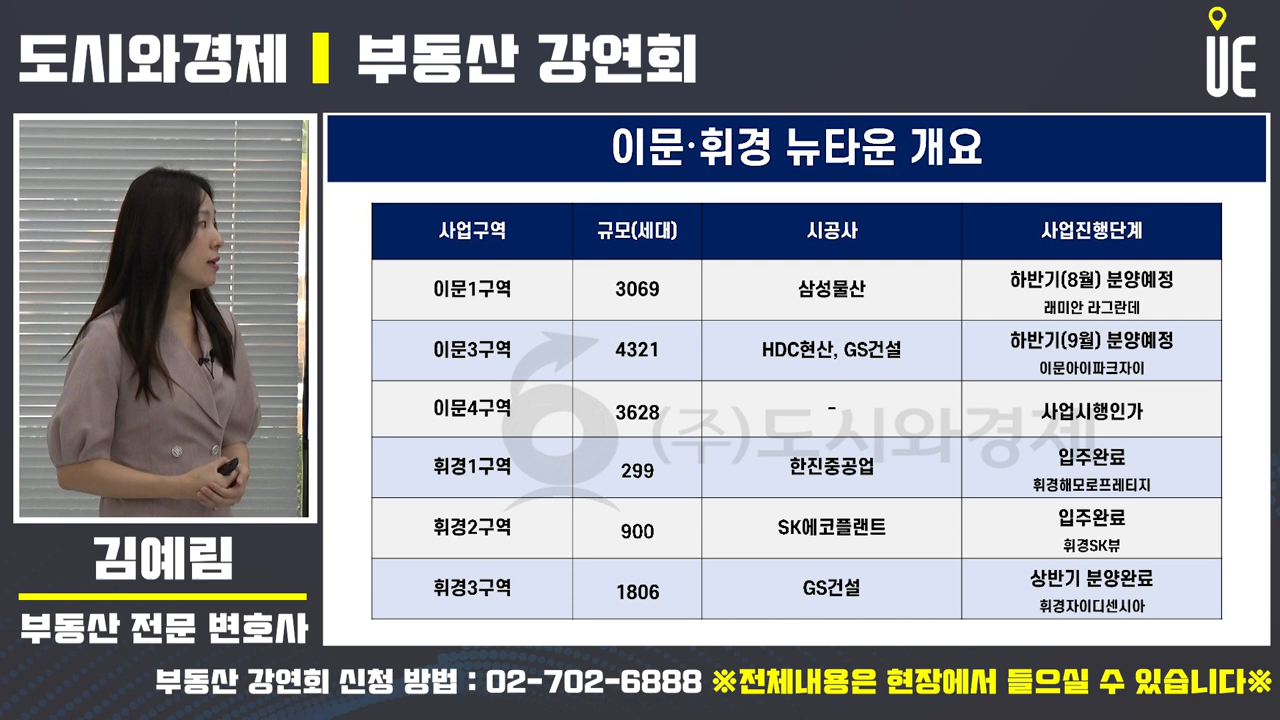 도시와경제 부동산 강연회
UE
이문·휘경 뉴타운 개요
사업구역 규모(세대) 시공사 사업진행단계
이문1구역 3069 삼성물산 하반기(8월) 분양예정
래미안 라그란데
이문3구역 4321 HDC현산, GS건설 하반기(9월) 분양예정
이문아이파크자이
이문4구역 3628 - 사업시행인가
(주)도시와경제
휘경1구역 299 한진중공업 입주완료
휘경해모로프레티지
휘경2구역 900 SK에코플랜트 입주완료
휘경SK뷰
휘경3구역 1806 GS건설 상반기 분양완료
휘경자이디센시아
김예림
부동산 전문 변호사
부동산 강연회 신청 방법 : 02-702-6888 ※전체내용은 현장에서 들으실 수 있습니다※